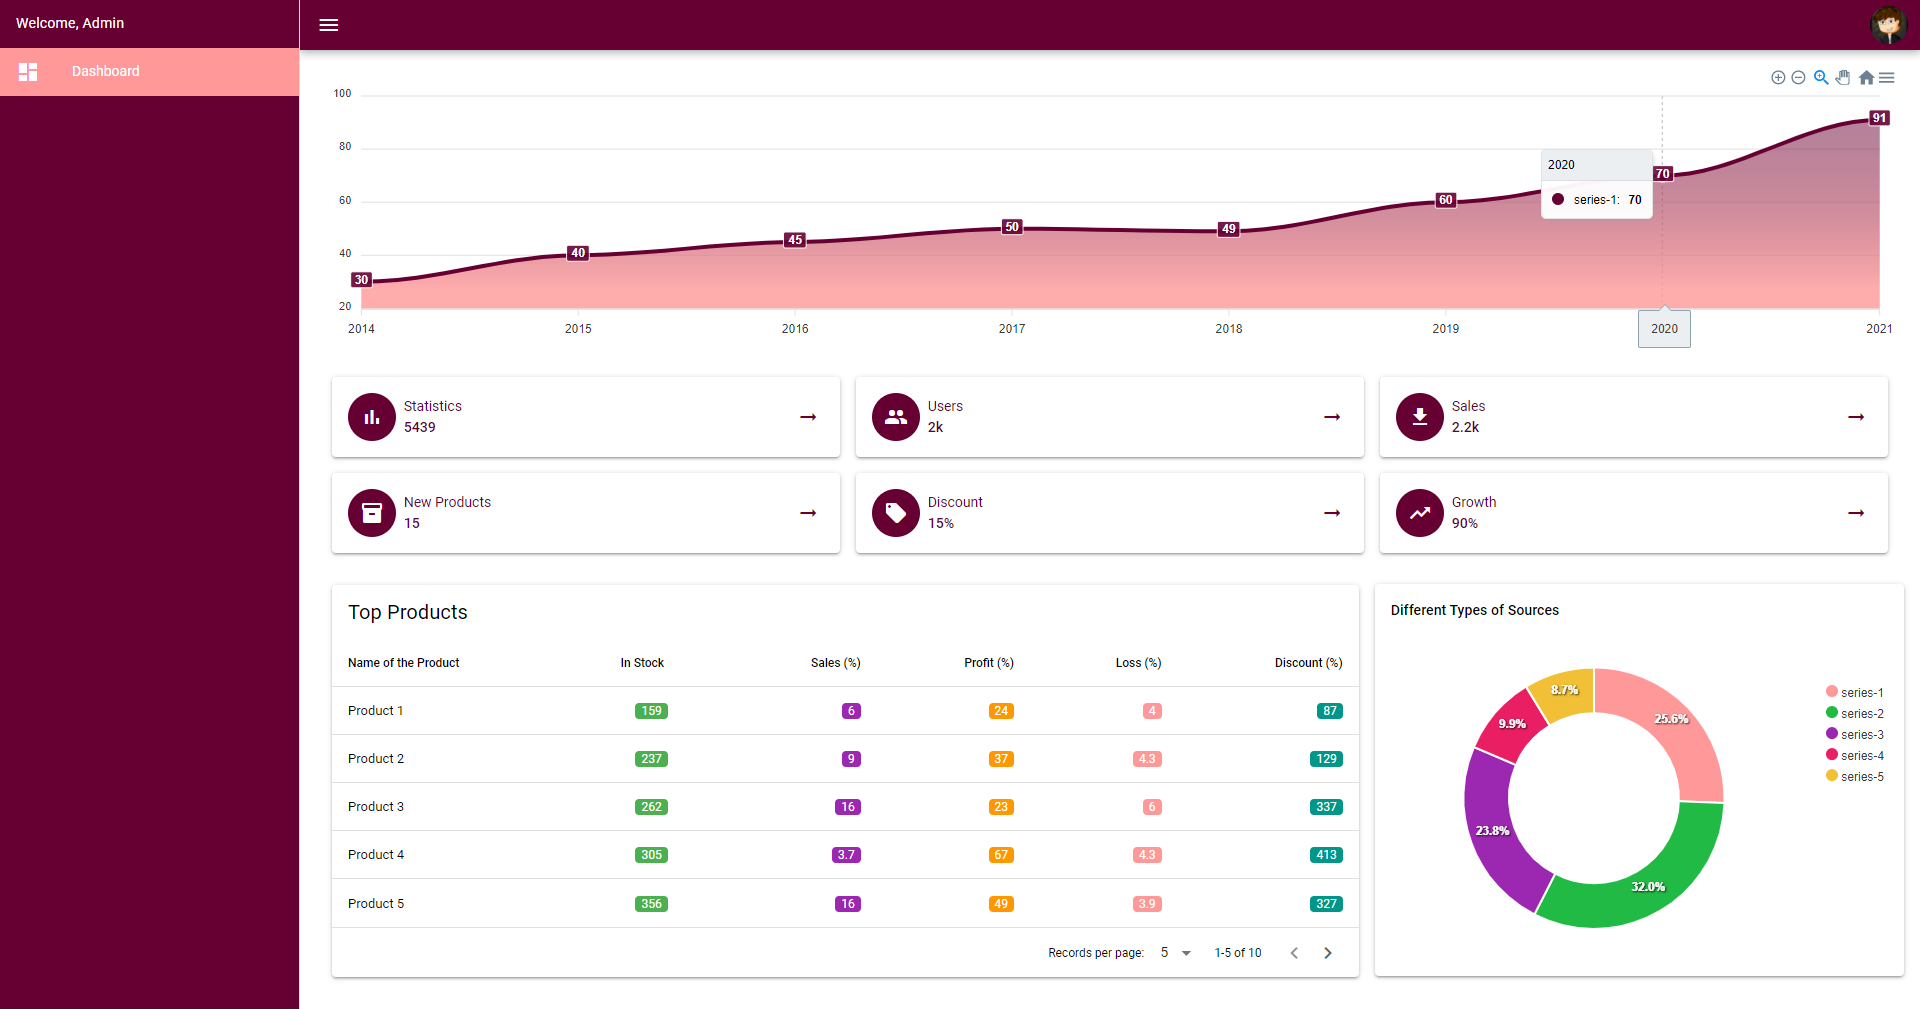 Welcome, Admin
Dashboard
100
80
60
40
20
30
40
45
50
49
60
70
91
2020
series-1: 70
2014
2015
2016
2017
2018
2019
2020
2021
Statistics
5439
Users
2k
Sales
2.2k
New Products
15
Discount
15%
Growth
90%
Top Products
Name of the Product In Stock Sales (%) Profit (%) Loss (%) Discount (%)
Product 1 159 6 24 4 87
Product 2 237 9 37 4.3 129
Product 3 262 16 23 6 337
Product 4 305 3.7 67 4.3 413
Product 5 356 16 49 3.9 327
Records per page: 5 1-5 of 10
Different Types of Sources
8.7%
25.6%
9.9%
23.8%
32.0%
series-1
series-2
series-3
series-4
series-5